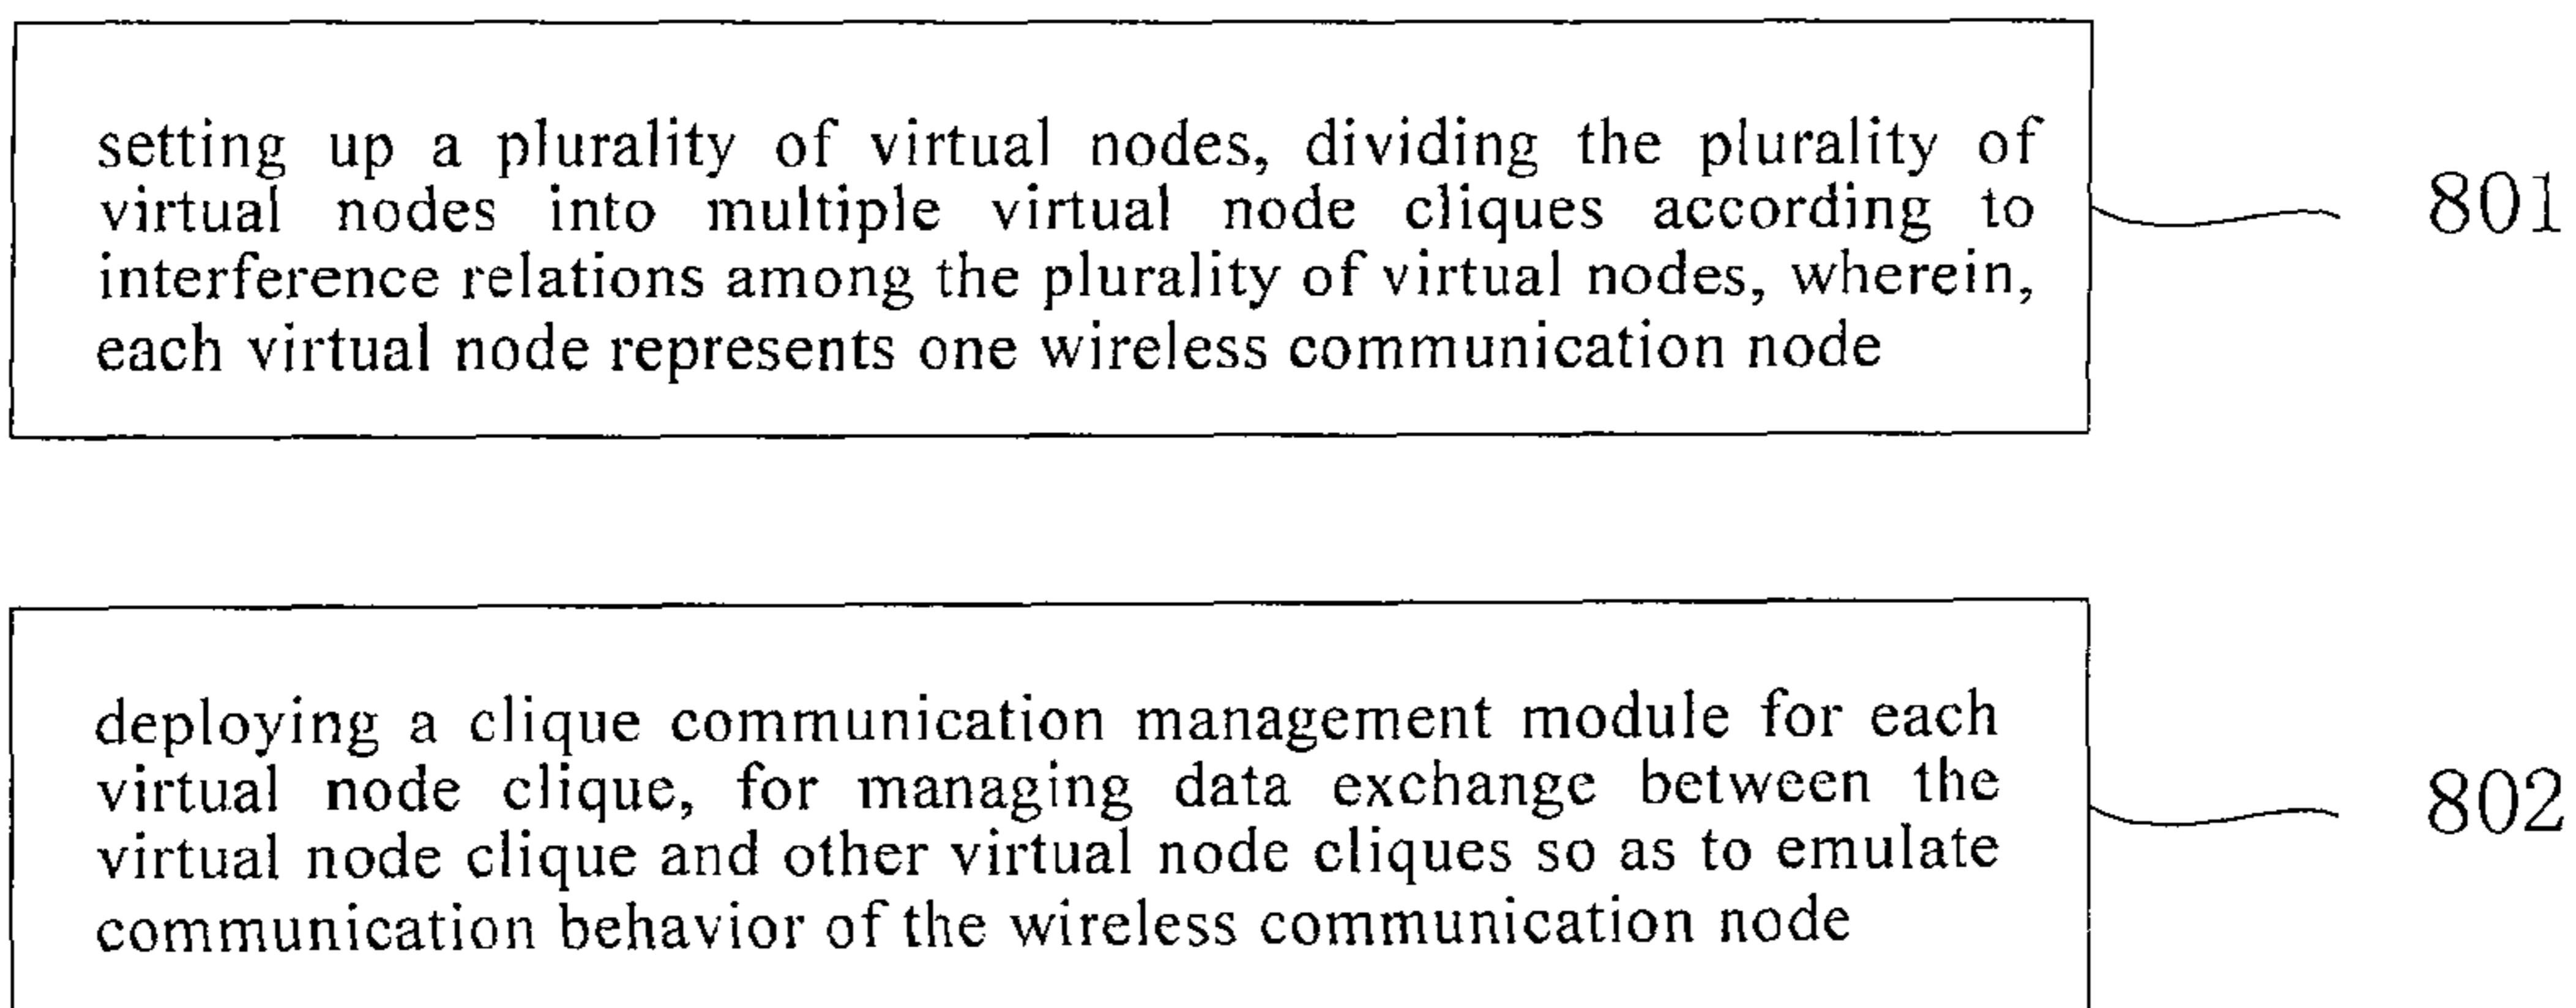 setting up a plurality of virtual nodes, dividing the plurality of
virtual nodes into multiple virtual node cliques according to
interference relations among the plurality of virtual nodes, wherein,
each virtual node represents one wireless communication node
801
deploying a clique communication management module for each
virtual node clique, for managing data exchange between the
virtual node clique and other virtual node cliques so as to emulate
communication behavior of the wireless communication node
802